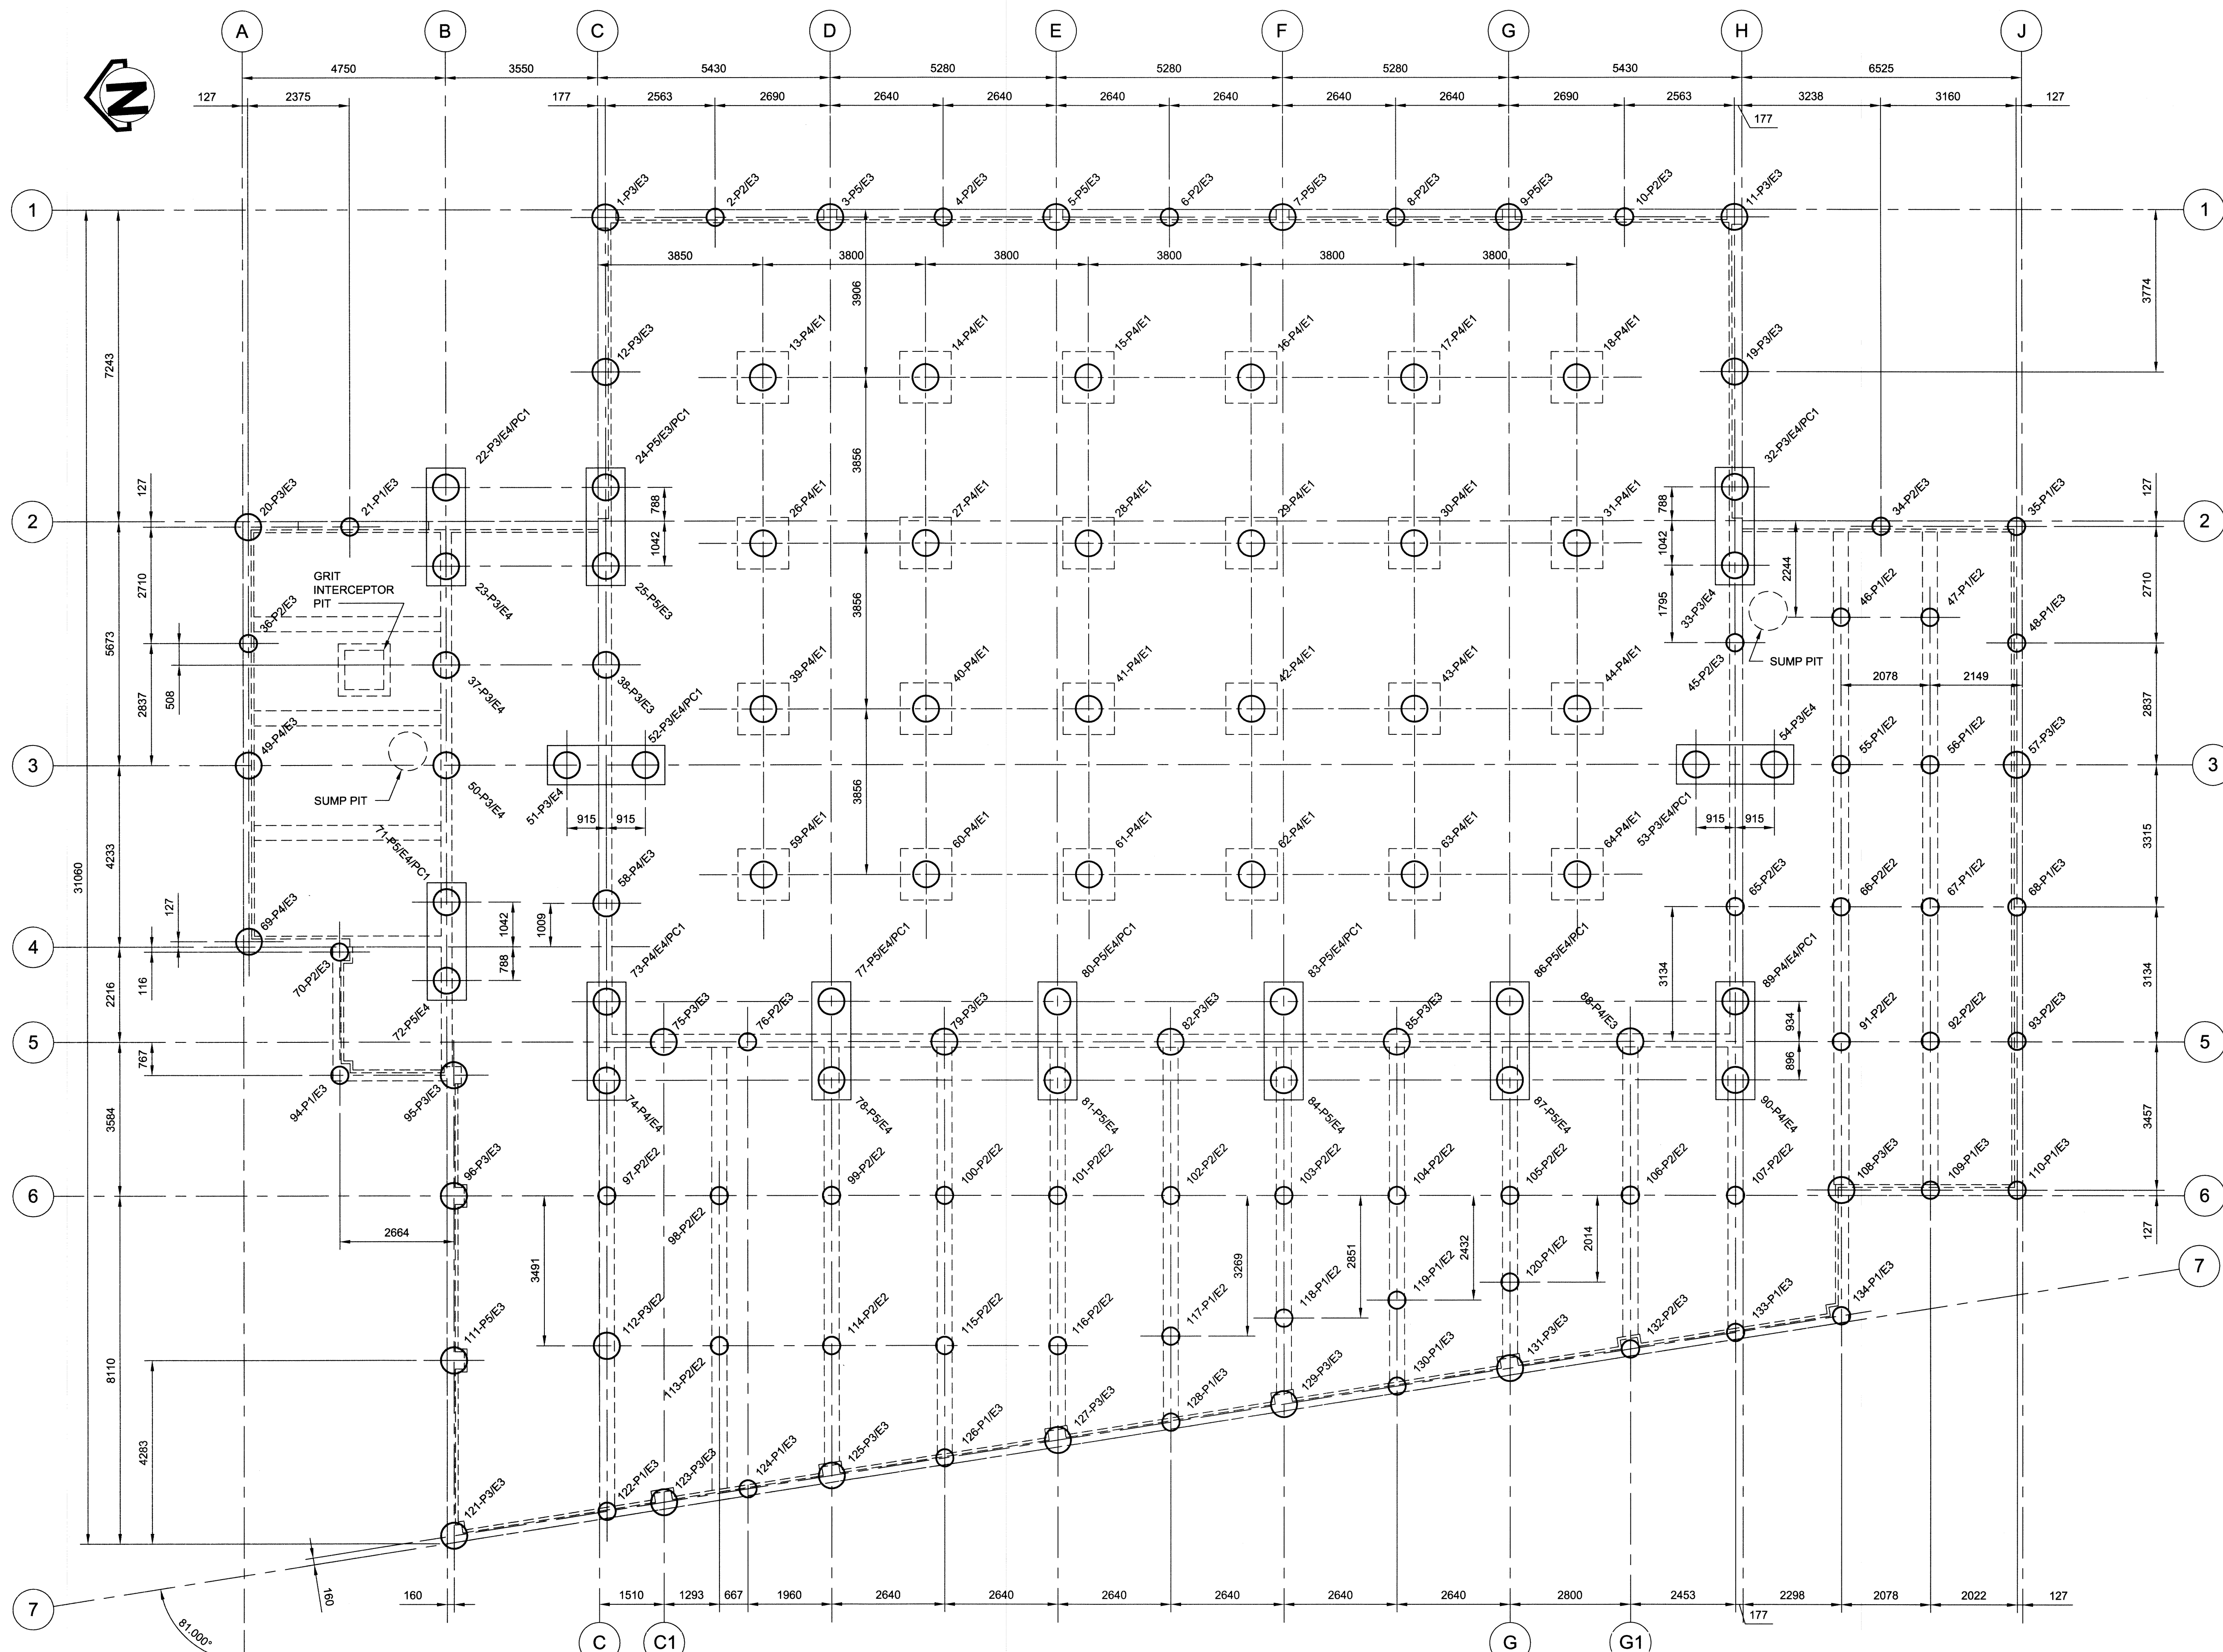 A B C D E F G H J
4750 3550 5430 5280 5280 5280 5430 6525
127 2375 177 2563 2690 2640 2640 2640 2640 2640 2640 2690 2563 3238 3160 127
177
N
1-P3/E3 2-P2/E3 3-P5/E3 4-P2/E3 5-P5/E3 6-P2/E3 7-P5/E3 8-P2/E3 9-P5/E3 10-P2/E3 11-P3/E3
1 1
3850 3800 3800 3800 3800 3800
3906 3774
7243
12-P3/E3 13-P4/E1 14-P4/E1 15-P4/E1 16-P4/E1 17-P4/E1 18-P4/E1 19-P3/E3
22-P3/E4/PC1 24-P5/E3/PC1 3856 32-P3/E4/PC1
127 20-P3/E3 21-P1/E3 788 26-P4/E1 27-P4/E1 28-P4/E1 29-P4/E1 30-P4/E1 31-P4/E1 788 34-P2/E3 35-P1/E3 127
2 2
1042 1042 2244
2710 GRIT
INTERCEPTOR
PIT
23-P3/E4 25-P5/E3 3856 1795 33-P3/E4 46-P1/E2 47-P1/E2 2710
36-P2/E3 48-P1/E3
5673 508 2837 37-P3/E4 38-P3/E3 39-P4/E1 40-P4/E1 41-P4/E1 42-P4/E1 43-P4/E1 44-P4/E1 45-P2/E3 SUMP PIT
2078 2149 2837
49-P4/E3 52-P3/E4/PC1 54-P3/E4 55-P1/E2 56-P1/E2 57-P3/E3
3 3
SUMP PIT 50-P3/E4 51-P3/E4 3856
915 915 915 915
31060 4233 71-P5/E4/PC1 58-P4/E3 59-P4/E1 60-P4/E1 61-P4/E1 62-P4/E1 63-P4/E1 64-P4/E1 53-P3/E4/PC1 3315
65-P2/E3 66-P2/E2 67-P1/E2 68-P1/E3
127 69-P4/E3 1042 1009
4
116 70-P2/E3 788 73-P4/E4/PC1 77-P5/E4/PC1 80-P5/E4/PC1 83-P5/E4/PC1 86-P5/E4/PC1 3134 89-P4/E4/PC1 3134
2216 72-P5/E4 75-P3/E3 76-P2/E3 79-P3/E3 82-P3/E3 85-P3/E3 88-P4/E3 934 91-P2/E2 92-P2/E2 93-P2/E3
5 5
767 896
94-P1/E3 95-P3/E3 74-P4/E4 78-P5/E4 81-P5/E4 84-P5/E4 87-P5/E4 90-P4/E4
3584 3457
96-P3/E3 97-P2/E2 98-P2/E2 99-P2/E2 100-P2/E2 101-P2/E2 102-P2/E2 103-P2/E2 104-P2/E2 105-P2/E2 106-P2/E2 107-P2/E2 108-P3/E3 109-P1/E3 110-P1/E3
6 6
2664 3491 3269 2851 2432 2014 127
7
111-P5/E3 112-P3/E2 113-P2/E2 114-P2/E2 115-P2/E2 116-P2/E2 117-P1/E2 118-P1/E2 119-P1/E2 120-P1/E2
8110 4283
121-P3/E3 122-P1/E3 123-P3/E3 124-P1/E3 125-P3/E3 126-P1/E3 127-P3/E3 128-P1/E3 129-P3/E3 130-P1/E3 131-P3/E3 132-P2/E3 133-P1/E3 134-P1/E3
7
160 160 1510 1293 667 1960 2640 2640 2640 2640 2640 2640 2800 2453 2298 2078 2022 127
177
81.000°
C C1 G G1